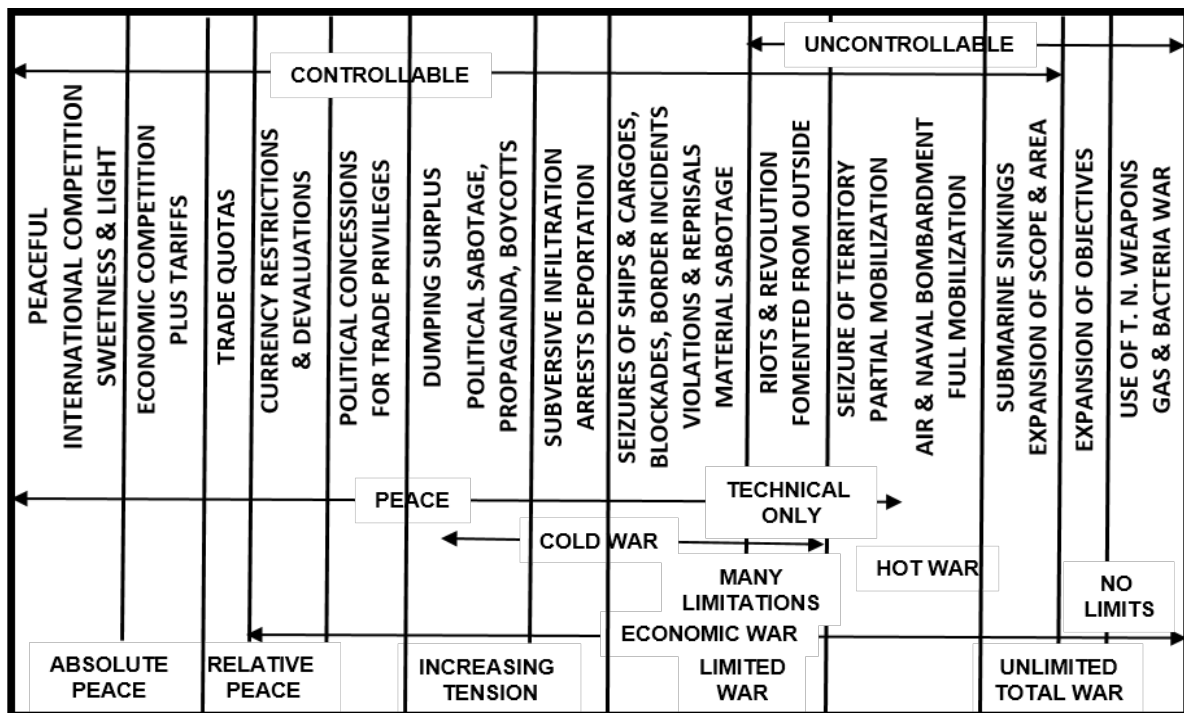 UNCONTROLLABLE
CONTROLLABLE
PEACEFUL
INTERNATIONAL COMPETITION
SWEETNESS & LIGHT
ECONOMIC COMPETITION
PLUS TARIFFS
TRADE QUOTAS
CURRENCY RESTRICTIONS
& DEVALUATIONS
POLITICAL CONCESSIONS
FOR TRADE PRIVILEGES
DUMPING SURPLUS
POLITICAL SABOTAGE,
PROPAGANDA, BOYCOTTS
SUBVERSIVE INFILTRATION
ARRESTS DEPORTATION
SEIZURES OF SHIPS & CARGOES,
BLOCKADES, BORDER INCIDENTS
VIOLATIONS & REPRISALS
MATERIAL SABOTAGE
RIOTS & REVOLUTION
FOMENTED FROM OUTSIDE
SEIZURE OF TERRITORY
PARTIAL MOBILIZATION
AIR & NAVAL BOMBARDMENT
FULL MOBILIZATION
SUBMARINE SINKINGS
EXPANSION OF SCOPE & AREA
EXPANSION OF OBJECTIVES
USE OF T. N. WEAPONS
GAS & BACTERIA WAR
PEACE
TECHNICAL
ONLY
COLD WAR
HOT WAR
MANY
LIMITATIONS
NO
LIMITS
ECONOMIC WAR
ABSOLUTE
PEACE
RELATIVE
PEACE
INCREASING
TENSION
LIMITED
WAR
UNLIMITED
TOTAL WAR